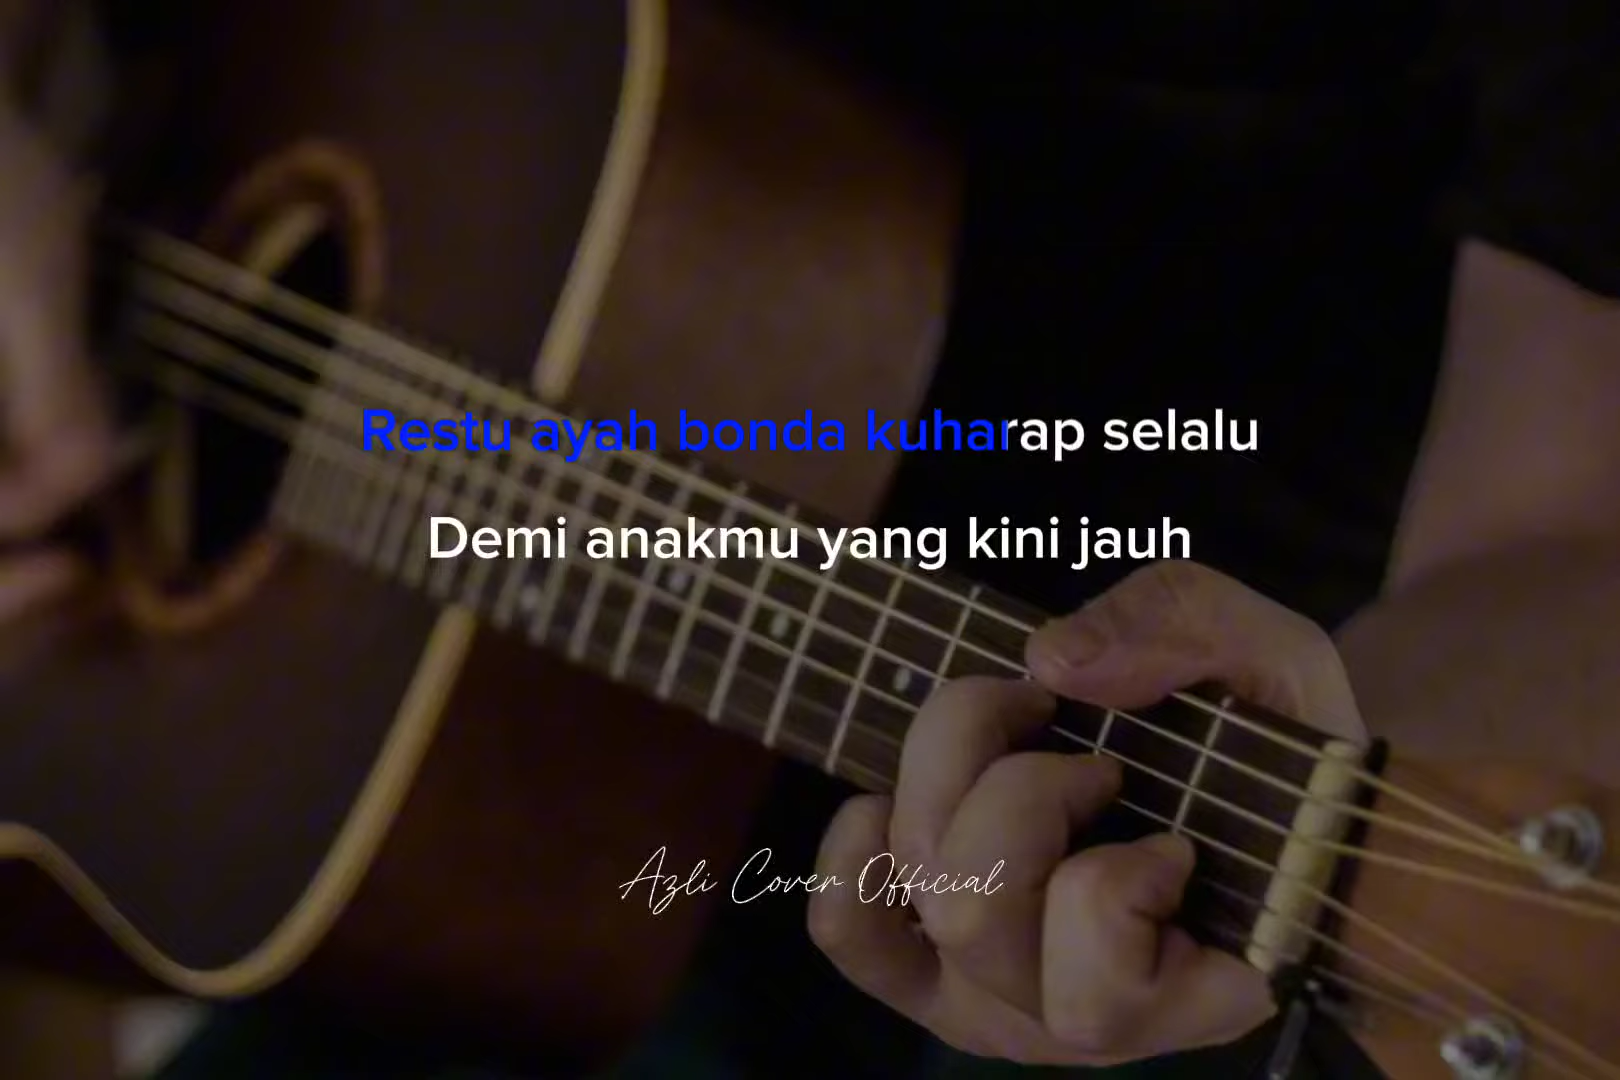 Restu ayah bonda kuharap selalu
Demi anakmu yang kini jauh
Azli Cover Official